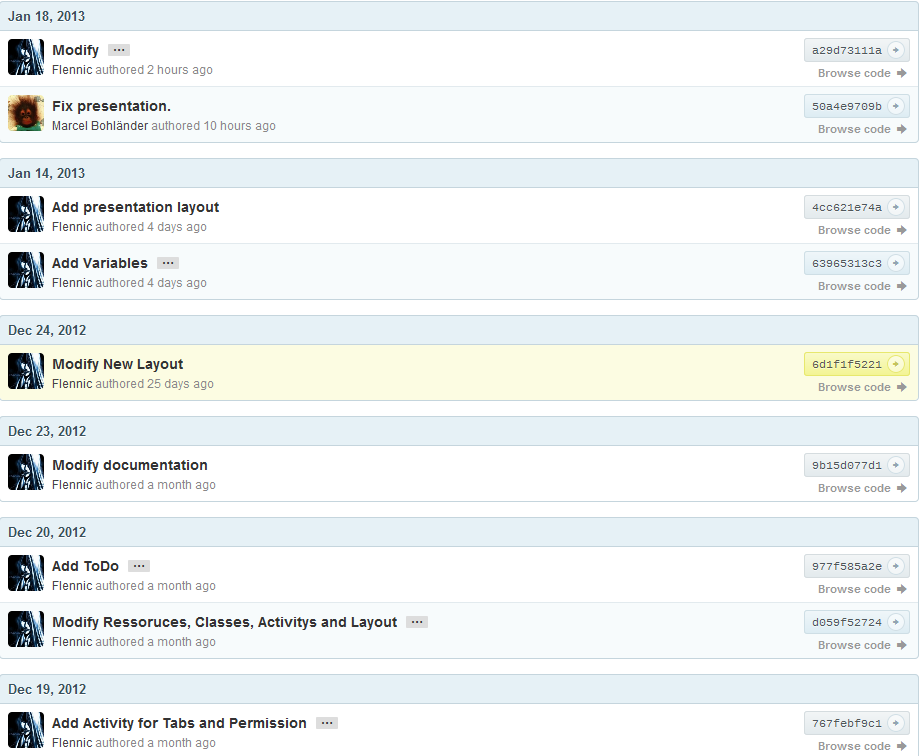 Jan 18, 2013
Modify ...
a29d73111a
Flennic authored 2 hours ago
Browse code
Fix presentation.
50a4e9709b
Marcel Bohländer authored 10 hours ago
Browse code
Jan 14, 2013
Add presentation layout
4cc621e74a
Flennic authored 4 days ago
Browse code
Add Variables ...
63965313c3
Flennic authored 4 days ago
Browse code
Dec 24, 2012
Modify New Layout
6d1f1f5221
Flennic authored 25 days ago
Browse code
Dec 23, 2012
Modify documentation
9b15d077d1
Flennic authored a month ago
Browse code
Dec 20, 2012
Add ToDo ...
977f585a2e
Flennic authored a month ago
Browse code
Modify Ressoruces, Classes, Activitys and Layout ...
d059f52724
Flennic authored a month ago
Browse code
Dec 19, 2012
Add Activity for Tabs and Permission ...
767febf9c1
Flennic authored a month ago
Browse code